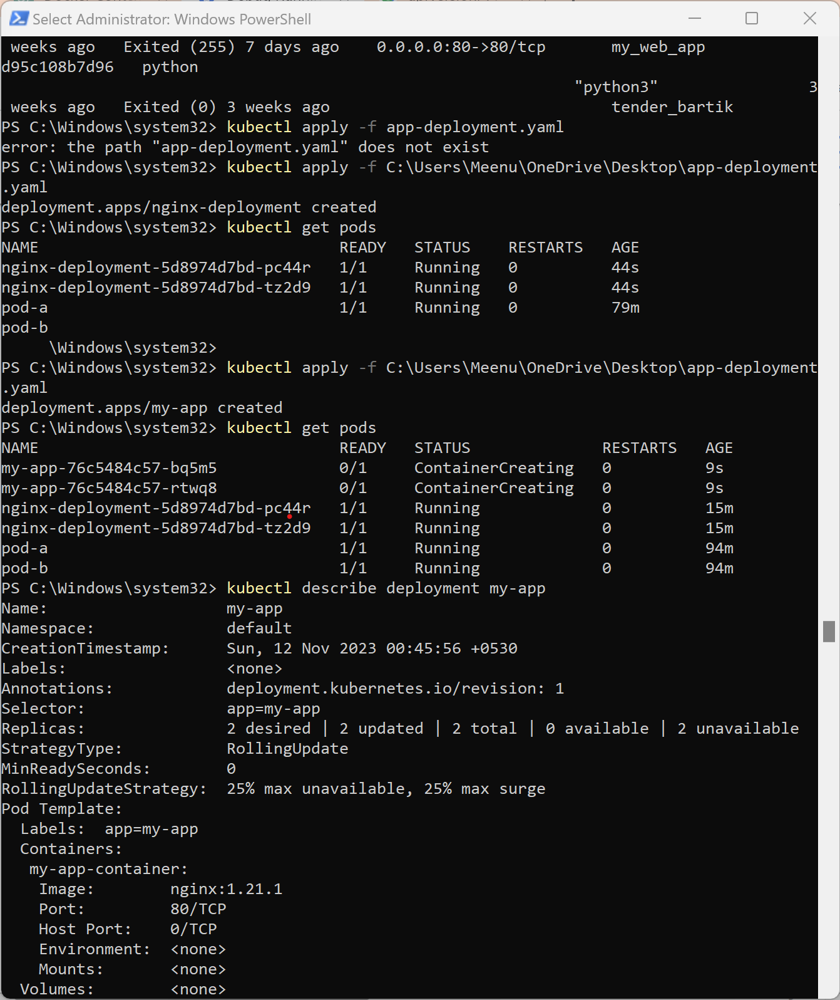 Select Administrator: Windows PowerShell
 weeks ago   Exited (255) 7 days ago    0.0.0.0:80->80/tcp       my_web_app
d95c108b7d96   python
                                                             "python3"                3
 weeks ago   Exited (0) 3 weeks ago                              tender_bartik
PS C:\Windows\system32> kubectl apply -f app-deployment.yaml
error: the path "app-deployment.yaml" does not exist
PS C:\Windows\system32> kubectl apply -f C:\Users\Meenu\OneDrive\Desktop\app-deployment
.yaml
deployment.apps/nginx-deployment created
PS C:\Windows\system32> kubectl get pods
NAME                                READY   STATUS    RESTARTS   AGE
nginx-deployment-5d8974d7bd-pc44r   1/1     Running   0          44s
nginx-deployment-5d8974d7bd-tz2d9   1/1     Running   0          44s
pod-a                               1/1     Running   0          79m
pod-b
     \Windows\system32>
PS C:\Windows\system32> kubectl apply -f C:\Users\Meenu\OneDrive\Desktop\app-deployment
.yaml
deployment.apps/my-app created
PS C:\Windows\system32> kubectl get pods
NAME                                READY   STATUS              RESTARTS   AGE
my-app-76c5484c57-bq5m5             0/1     ContainerCreating   0          9s
my-app-76c5484c57-rtwq8             0/1     ContainerCreating   0          9s
nginx-deployment-5d8974d7bd-pc44r   1/1     Running             0          15m
nginx-deployment-5d8974d7bd-tz2d9   1/1     Running             0          15m
pod-a                               1/1     Running             0          94m
pod-b                               1/1     Running             0          94m
PS C:\Windows\system32> kubectl describe deployment my-app
Name:                   my-app
Namespace:              default
CreationTimestamp:      Sun, 12 Nov 2023 00:45:56 +0530
Labels:                 <none>
Annotations:            deployment.kubernetes.io/revision: 1
Selector:               app=my-app
Replicas:               2 desired | 2 updated | 2 total | 0 available | 2 unavailable
StrategyType:           RollingUpdate
MinReadySeconds:        0
RollingUpdateStrategy:  25% max unavailable, 25% max surge
Pod Template:
  Labels:  app=my-app
  Containers:
   my-app-container:
    Image:        nginx:1.21.1
    Port:         80/TCP
    Host Port:    0/TCP
    Environment:  <none>
    Mounts:       <none>
  Volumes:        <none>